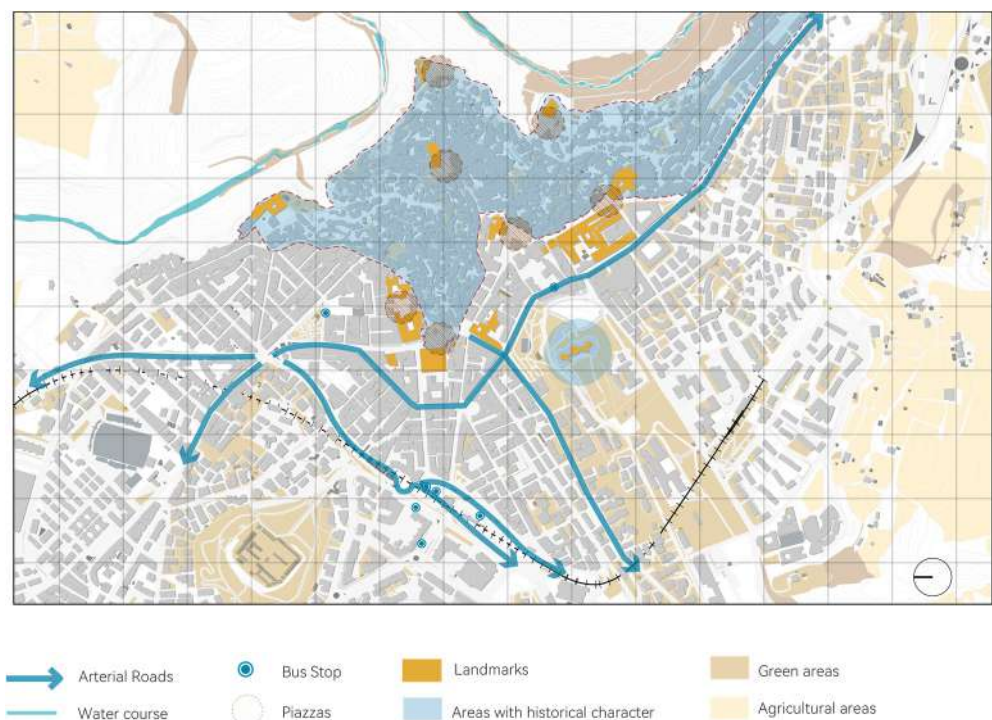 Arterial Roads
Bus Stop
Landmarks
Green areas
Water course
Piazzas
Areas with historical character
Agricultural areas